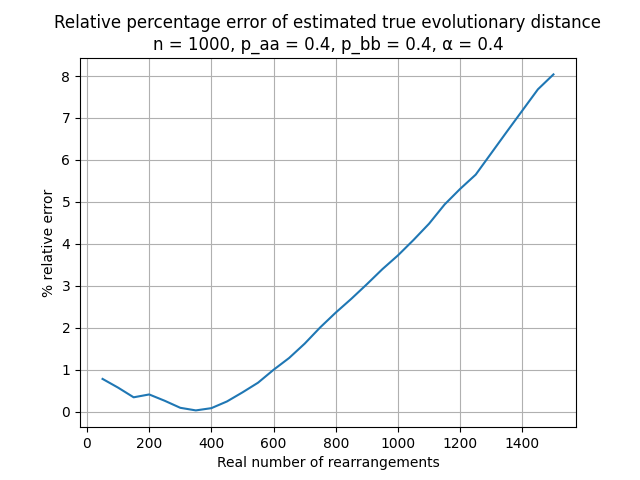 Relative percentage error of estimated true evolutionary distance
n = 1000, p_aa = 0.4, p_bb = 0.4, α = 0.4
8
7
6
5
4
3
2
1
0
% relative error
0 200 400 600 800 1000 1200 1400
Real number of rearrangements